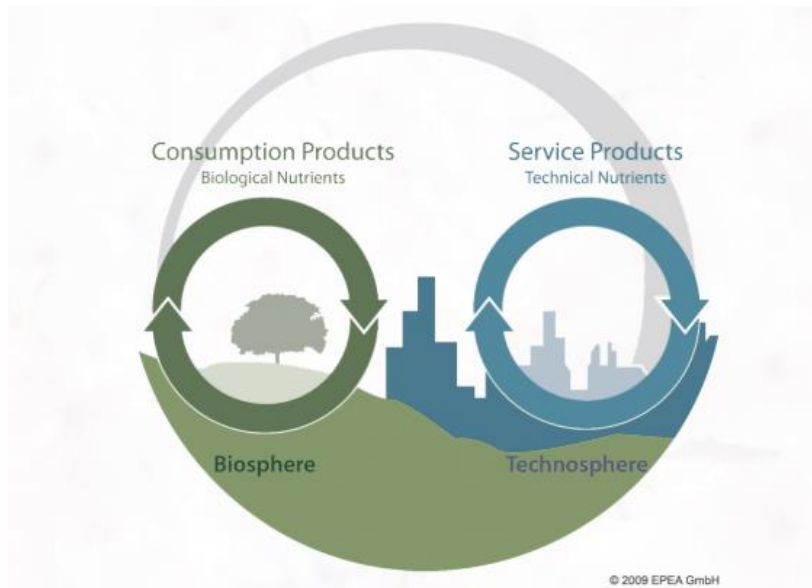 Consumption Products
Biological Nutrients
Service Products
Technical Nutrients
Biosphere
Technosphere
© 2009 EPEA GmbH